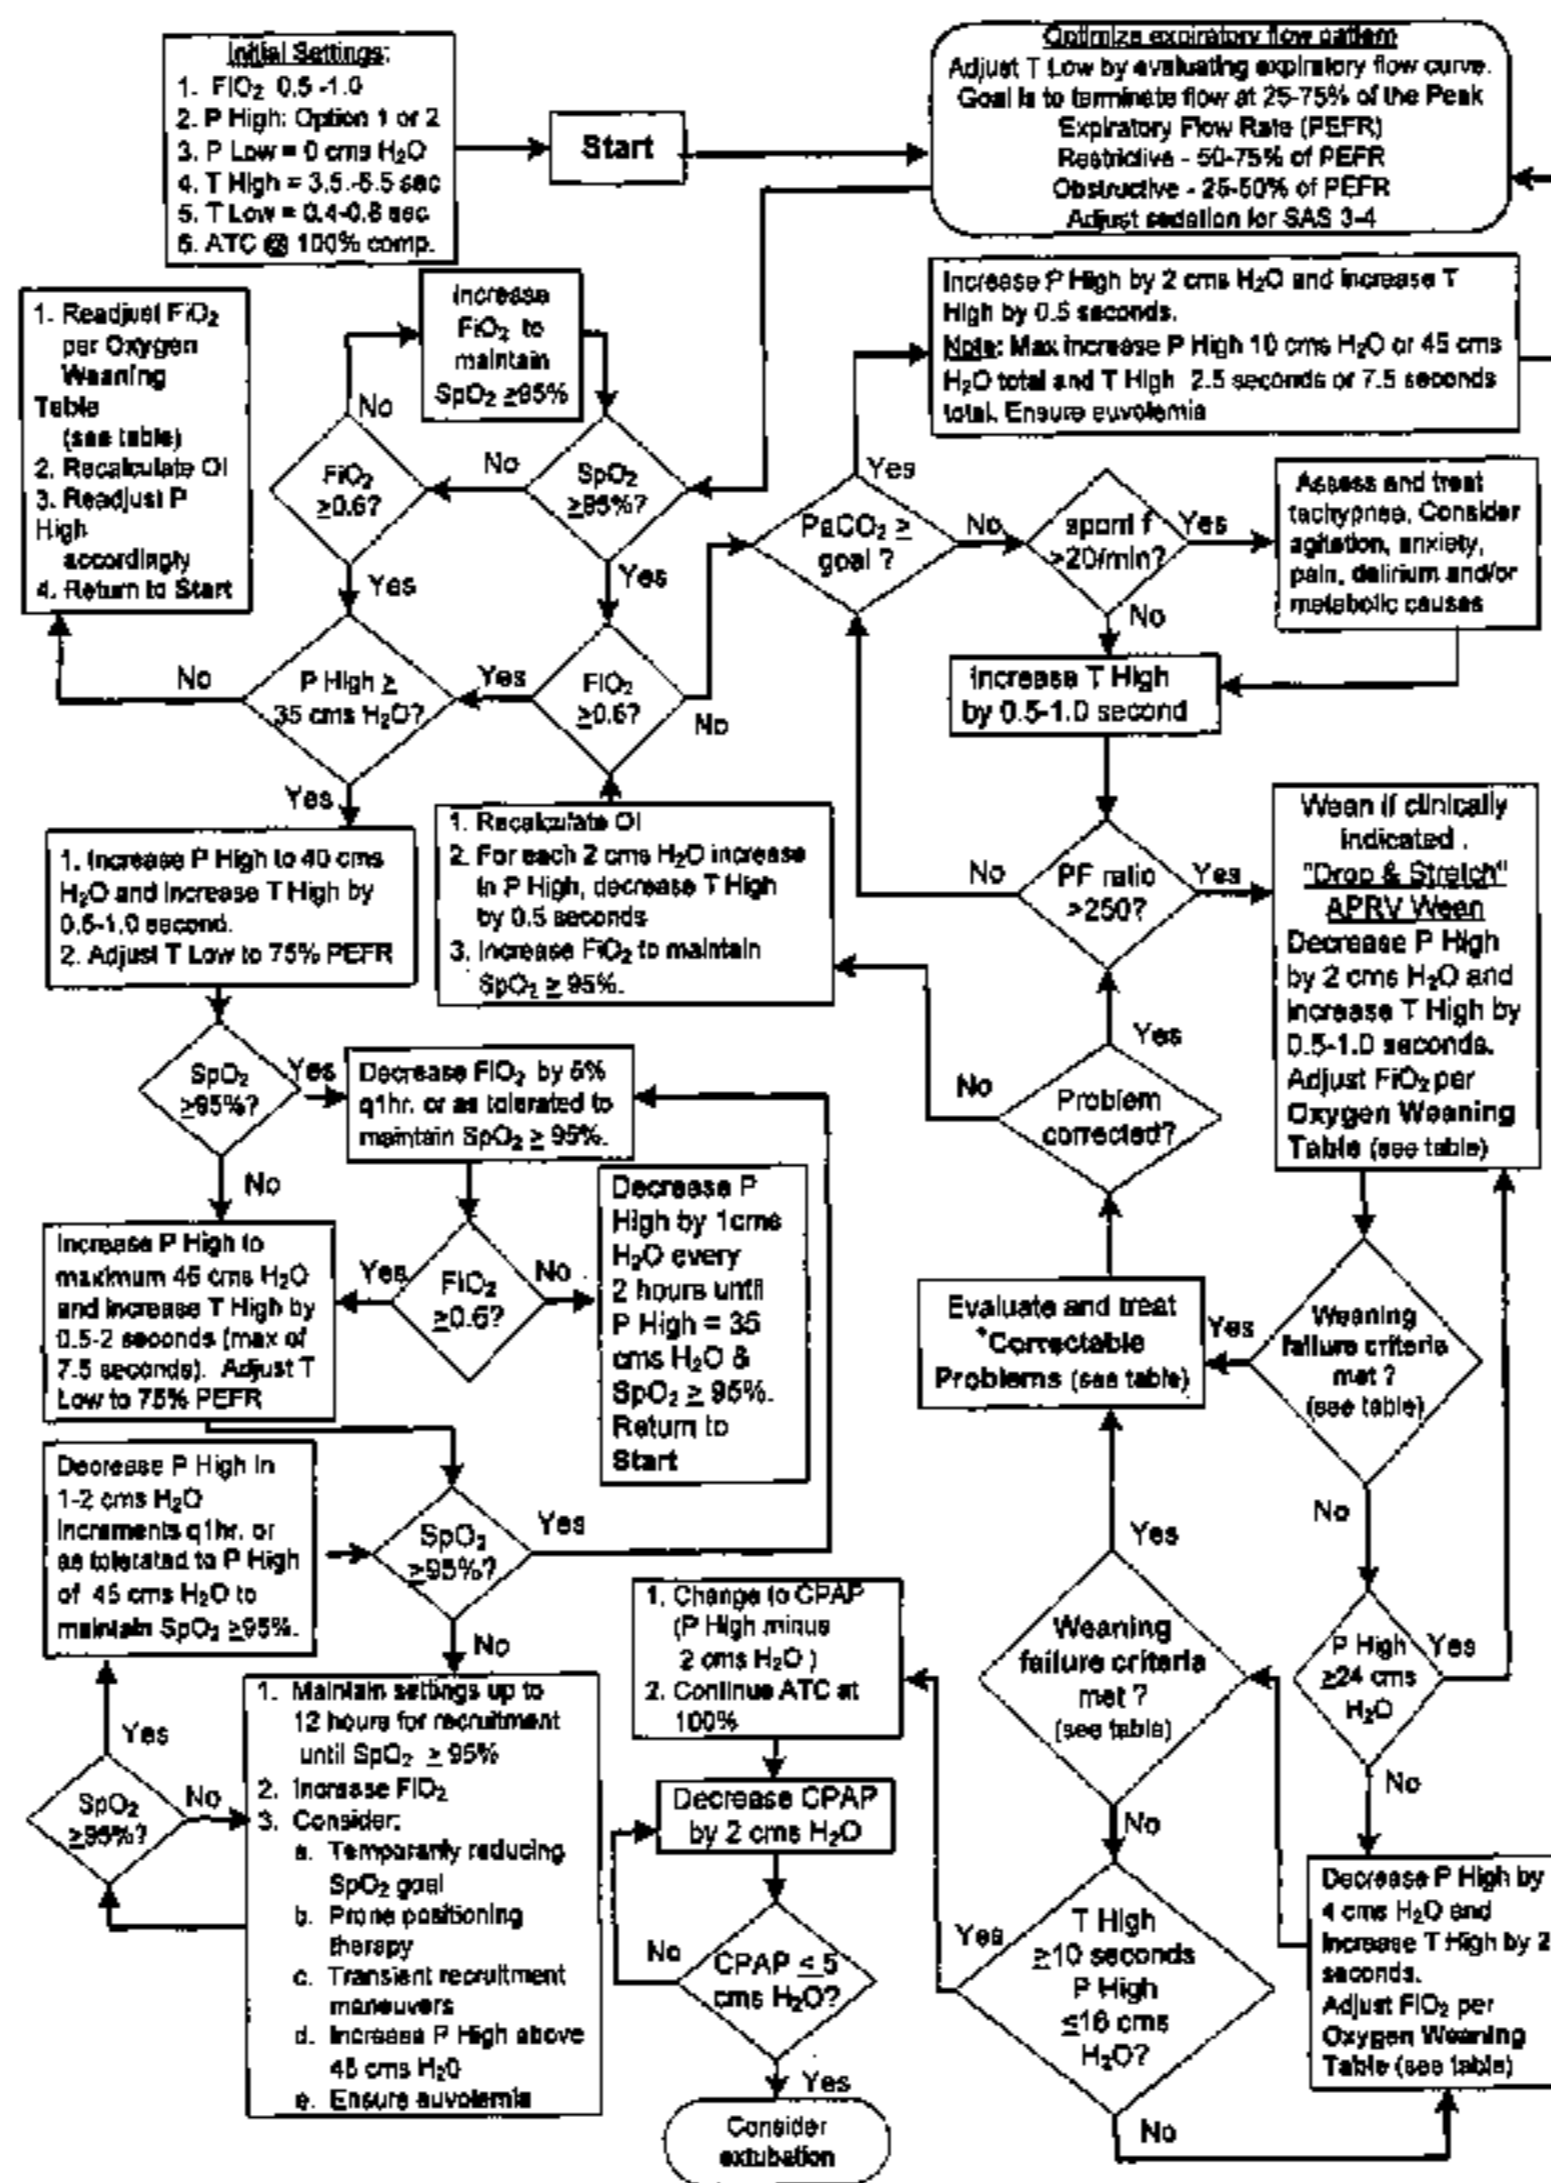 Initial Settings:
1. FIO₂ 0.5 -1.0
2. P High: Option 1 or 2
3. P Low = 0 cms H₂O
4. T High = 3.5.-5.5 sec
5. T Low = 0.4-0.8 sec
6. ATC @ 100% comp.
Start
Optimize expiratory flow pattern
Adjust T Low by evaluating expiratory flow curve.
Goal is to terminate flow at 25-75% of the Peak
Expiratory Flow Rate (PEFR)
Restrictive - 50-75% of PEFR
Obstructive - 25-50% of PEFR
Adjust sedation for SAS 3-4
1. Readjust FiO₂
per Oxygen
Weaning
Table
(see table)
2. Recalculate OI
3. Readjust P
High
accordingly
4. Return to Start
Increase
FiO₂ to
maintain
SpO₂ ≥95%
Increase P High by 2 cms H₂O and increase T
High by 0.5 seconds.
Note: Max increase P High 10 cms H₂O or 45 cms
H₂O total and T High 2.5 seconds or 7.5 seconds
total. Ensure euvolemia
No
FiO₂
≥0.6?
No
SpO₂
≥95%?
Yes
Yes
Yes
PaCO₂ ≥
goal ?
No
spont f
>20/min?
Yes
No
Assess and treat
tachypnea, Consider
agitation, anxiety,
pain, delirium and/or
metabolic causes
No
P High ≥
35 cms H₂O?
Yes
FIO₂
≥0.6?
No
Yes
Increase T High
by 0.5-1.0 second
1. Increase P High to 40 cms
H₂O and increase T High by
0.5-1.0 second.
2. Adjust T Low to 75% PEFR
1. Recalculate OI
2. For each 2 cms H₂O increase
in P High, decrease T High
by 0.5 seconds
3. Increase FiO₂ to maintain
SpO₂ ≥ 95%.
No
PF ratio
>250?
Yes
Wean if clinically
indicated .
"Drop & Stretch"
APRV Wean
Decrease P High
by 2 cms H₂O and
increase T High by
0.5-1.0 seconds.
Adjust FiO₂ per
Oxygen Weaning
Table (see table)
SpO₂
≥95%?
Yes
No
Decrease FIO₂ by 5%
q1hr. or as tolerated to
maintain SpO₂ ≥ 95%.
No
Yes
Problem
corrected?
Increase P High to
maximum 45 cms H₂O
and increase T High by
0.5-2 seconds (max of
7.5 seconds). Adjust T
Low to 75% PEFR
Yes
FIO₂
≥0.6?
No
Decrease P
High by 1cms
H₂O every
2 hours until
P High = 35
cms H₂O &
SpO₂ ≥ 95%.
Return to
Start
Evaluate and treat
*Correctable
Problems (see table)
Yes
Weaning
failure criteria
met ?
(see table)
No
Decrease P High in
1-2 cms H₂O
increments q1hr. or
as tolerated to P High
of 45 cms H₂O to
maintain SpO₂ ≥95%.
SpO₂
≥95%?
Yes
No
Yes
Weaning
failure criteria
met ?
(see table)
No
P High
≥24 cms
H₂O
Yes
No
1. Change to CPAP
(P High minus
2 cms H₂O )
2. Continue ATC at
100%
Yes
SpO₂
≥95%?
No
1. Maintain settings up to
12 hours for recruitment
until SpO₂ ≥ 95%
2. Increase FIO₂
3. Consider:
a. Temporarily reducing
SpO₂ goal
b. Prone positioning
therapy
c. Transient recruitment
maneuvers
d. Increase P High above
45 cms H₂0
e. Ensure euvolemia
Decrease CPAP
by 2 cms H₂O
No
CPAP ≤ 5
cms H₂O?
Yes
Consider
extubation
Yes
T High
≥10 seconds
P High
≤16 cms
H₂O?
No
Decrease P High by
4 cms H₂O and
Increase T High by 2
seconds.
Adjust FIO₂ per
Oxygen Weaning
Table (see table)